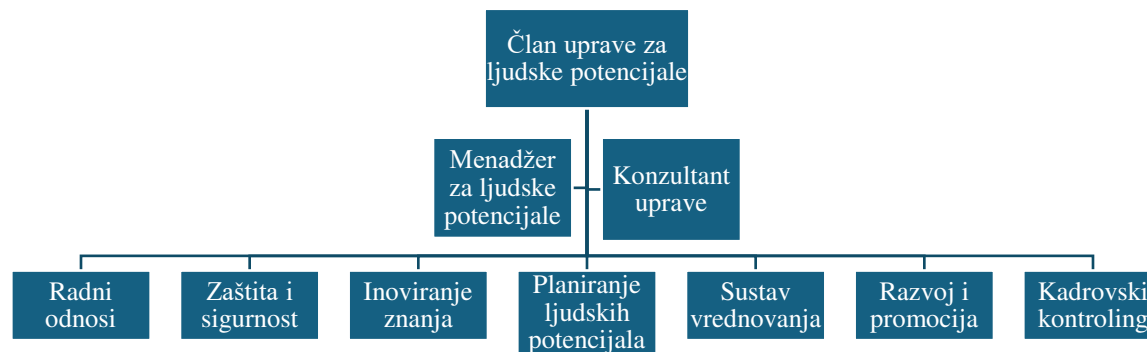 Član uprave za
ljudske potencijale
Menadžer
za ljudske
potencijale
Konzultant
uprave
Radni
odnosi
Zaštita i
sigurnost
Inoviranje
znanja
Planiranje
ljudskih
potencijala
Sustav
vrednovanja
Razvoj i
promocija
Kadrovski
kontroling